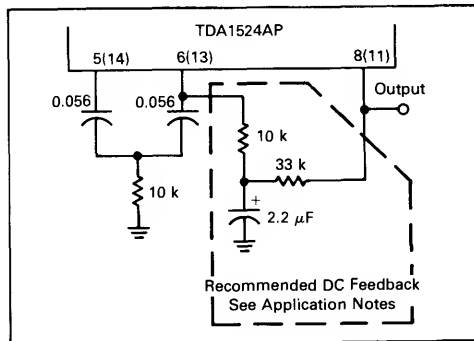 TDA1524AP
5(14) 6(13) 8(11)
Output
0.056 0.056
10 k
33 k
10 k
+
2.2 μF
Recommended DC Feedback
See Application Notes